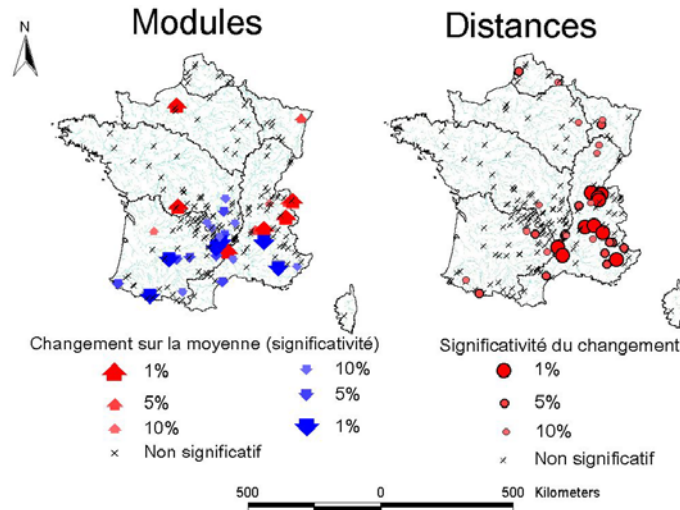 Modules
Distances
N
Changement sur la moyenne (significativité)
1%
5%
10%
Non significatif
10%
5%
1%
Significativité du changement
1%
5%
10%
Non significatif
500 0 500 Kilometers